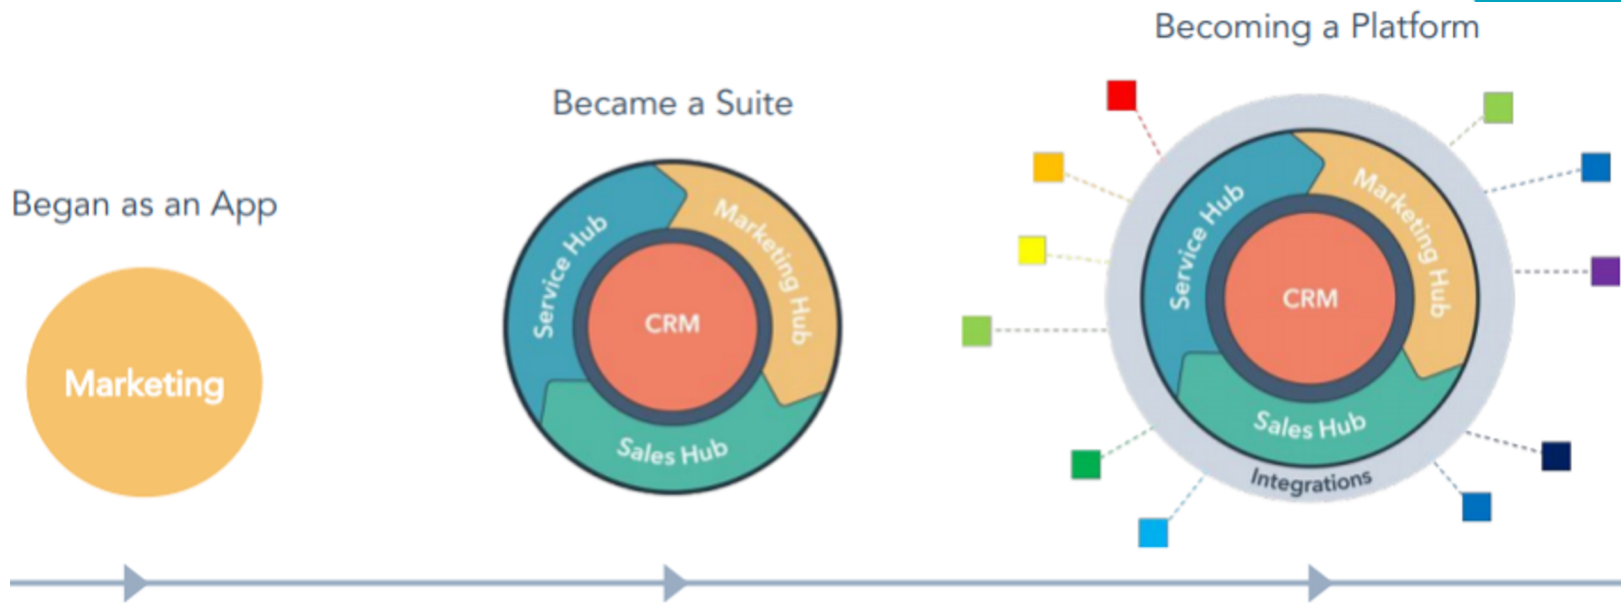 Began as an App
Marketing
Became a Suite
Service Hub
Marketing Hub
CRM
Sales Hub
Becoming a Platform
Service Hub
Marketing Hub
CRM
Sales Hub
Integrations